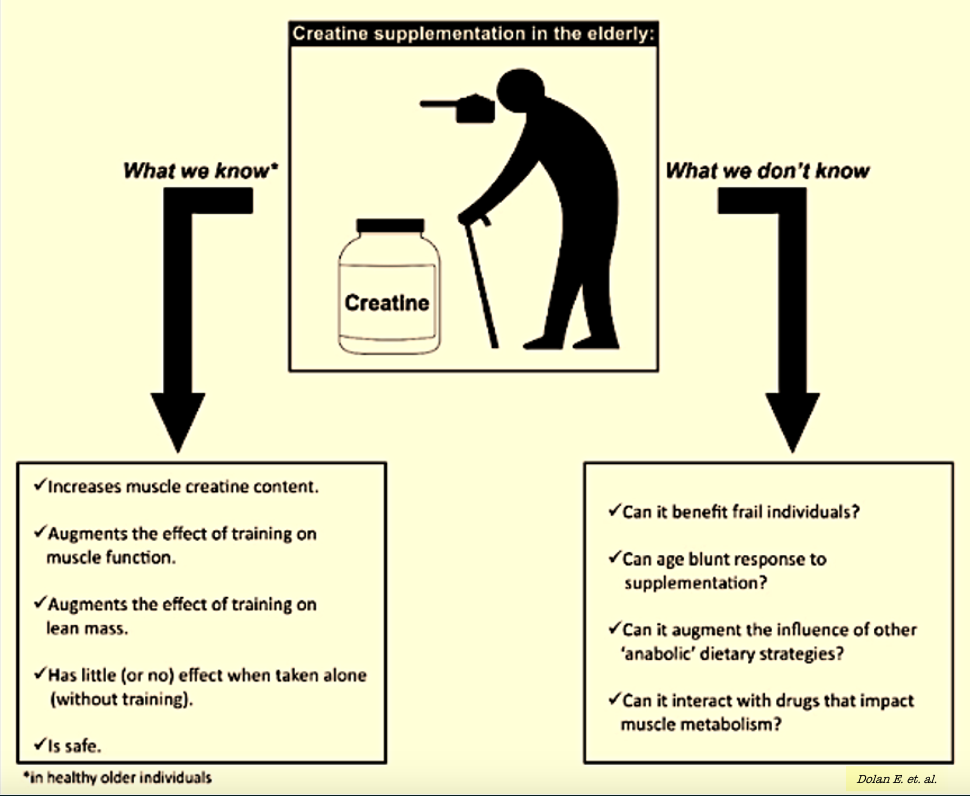 Creatine supplementation in the elderly:
What we know*
What we don't know
Creatine
✓Increases muscle creatine content.
✓Augments the effect of training on
muscle function.
✓Augments the effect of training on
lean mass.
✓Has little (or no) effect when taken alone
(without training).
✓Is safe.
*in healthy older individuals
✓Can it benefit frail individuals?
✓Can age blunt response to
supplementation?
✓Can it augment the influence of other
‘anabolic’ dietary strategies?
✓Can it interact with drugs that impact
muscle metabolism?
Dolan E. et. al.